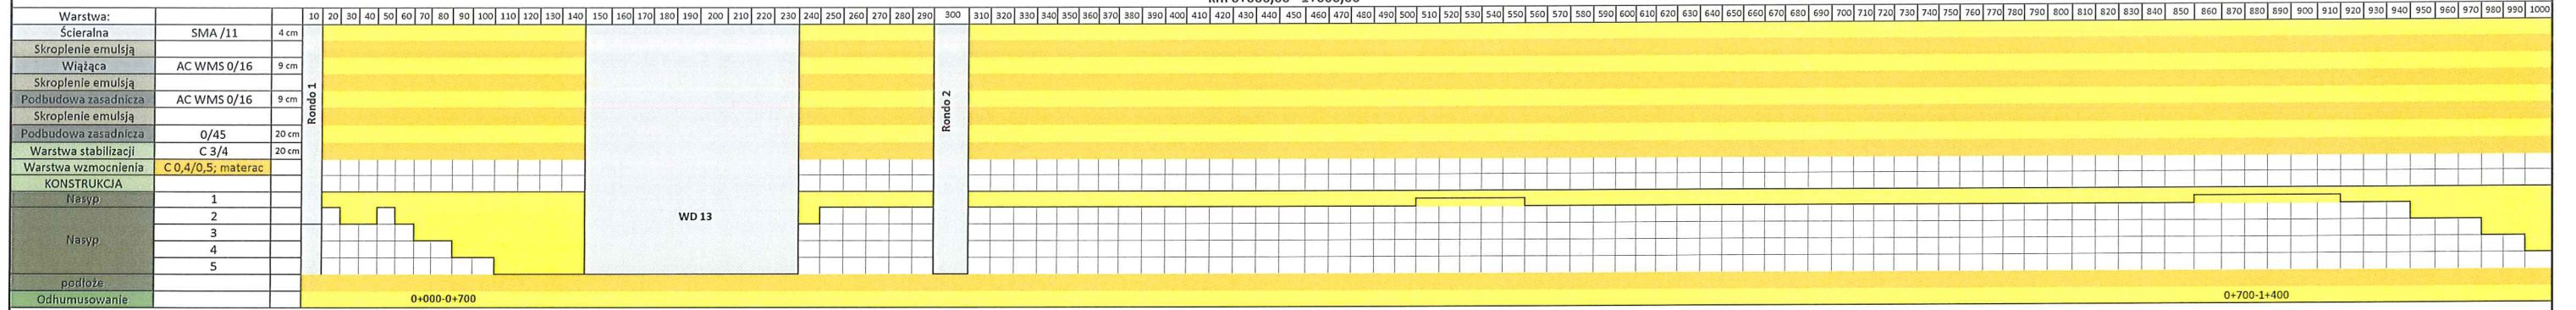 Warstwa: 10 20 30 40 50 60 70 80 90 100 110 120 130 140 150 160 170 180 190 200 210 220 230 240 250 260 270 280 290 300 310 320 330 340 350 360 370 380 390 400 410 420 430 440 450 460 470 480 490 500 510 520 530 540 550 560 570 580 590 600 610 620 630 640 650 660 670 680 690 700 710 720 730 740 750 760 770 780 790 800 810 820 830 840 850 860 870 880 890 900 910 920 930 940 950 960 970 980 990 1000
Ścieralna SMA /11 4 cm
Skroplenie emulsją
Wiążąca AC WMS 0/16 9 cm
Skroplenie emulsją
Podbudowa zasadnicza AC WMS 0/16 9 cm
Skroplenie emulsją
Podbudowa zasadnicza 0/45 20 cm
Warstwa stabilizacji C 3/4 20 cm
Warstwa wzmocnienia C 0,4/0,5; materac
KONSTRUKCJA
Rondo 1
WD 13
Rondo 2
Nasyp 1
2
3
Nasyp
4
5
podłoże
Odhumusowanie 0+000-0+700 0+700-1+400